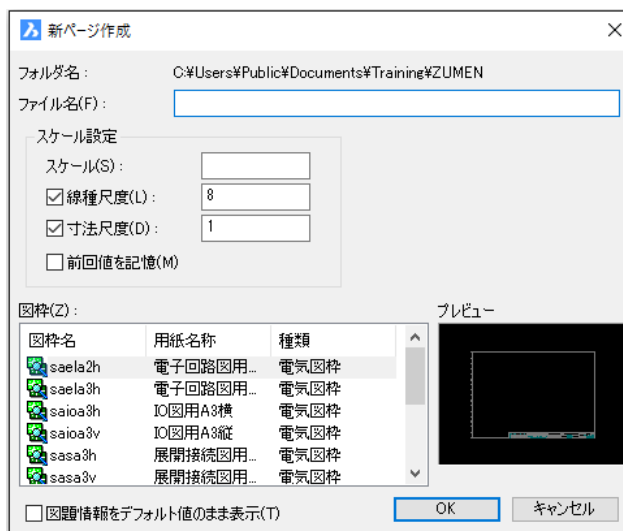 新ページ作成
フォルダ名： C:¥Users¥Public¥Documents¥Training¥ZUMEN
ファイル名(F)：
スケール設定
スケール(S)：
線種尺度(L)： 8
寸法尺度(D)： 1
前回値を記憶(M)
図枠(Z)： プレビュー
図枠名 用紙名称 種類
saela2h 電子回路図用... 電気図枠
saela3h 電子回路図用... 電気図枠
saioa3h IO図用A3横 電気図枠
saioa3v IO図用A3縦 電気図枠
sasa3h 展開接続図用... 電気図枠
sasa3v 展開接続図用... 電気図枠
図題情報をデフォルト値のまま表示(T) OK キャンセル